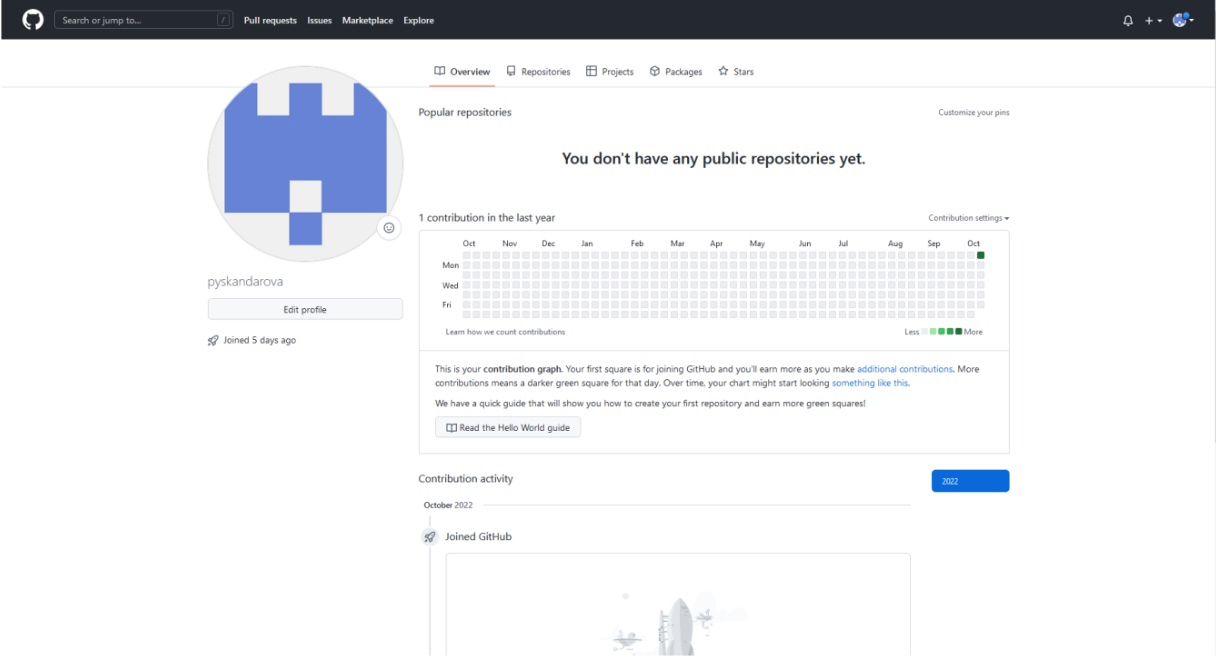 Search or jump to... /
Pull requests Issues Marketplace Explore
Overview Repositories Projects Packages Stars
Popular repositories
Customize your pins
You don't have any public repositories yet.
1 contribution in the last year
Contribution settings
Oct Nov Dec Jan Feb Mar Apr May Jun Jul Aug Sep Oct
Mon
Wed
Fri
Learn how we count contributions
Less More
pyskandarova
Edit profile
Joined 5 days ago
This is your contribution graph. Your first square is for joining GitHub and you'll earn more as you make additional contributions. More
contributions means a darker green square for that day. Over time, your chart might start looking something like this.
We have a quick guide that will show you how to create your first repository and earn more green squares!
Read the Hello World guide
Contribution activity
2022
October 2022
Joined GitHub